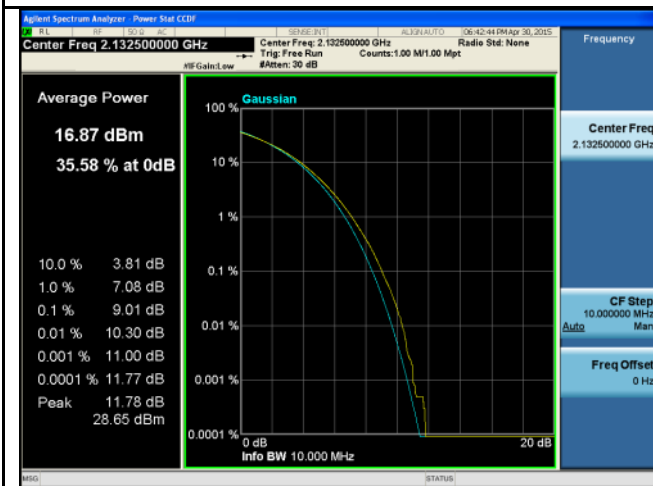 Agilent Spectrum Analyzer - Power Stat CCDF
RL RF 50 Ω AC SENSE:INT ALIGN AUTO 06:42:44 PM Apr 30, 2015
Center Freq 2.132500000 GHz
Center Freq: 2.132500000 GHz Radio Std: None
Trig: Free Run Counts:1.00 M/1.00 Mpt
#IFGain:Low #Atten: 30 dB
Frequency
Average Power
16.87 dBm
35.58 % at 0dB
10.0 % 3.81 dB
1.0 % 7.08 dB
0.1 % 9.01 dB
0.01 % 10.30 dB
0.001 % 11.00 dB
0.0001 % 11.77 dB
Peak 11.78 dB
28.65 dBm
Gaussian
100 %
10 %
1 %
0.1 %
0.01 %
0.001 %
0.0001 %
0 dB 20 dB
Info BW 10.000 MHz
Center Freq
2.132500000 GHz
CF Step
10.000000 MHz
Auto Man
Freq Offset
0 Hz
MSG STATUS